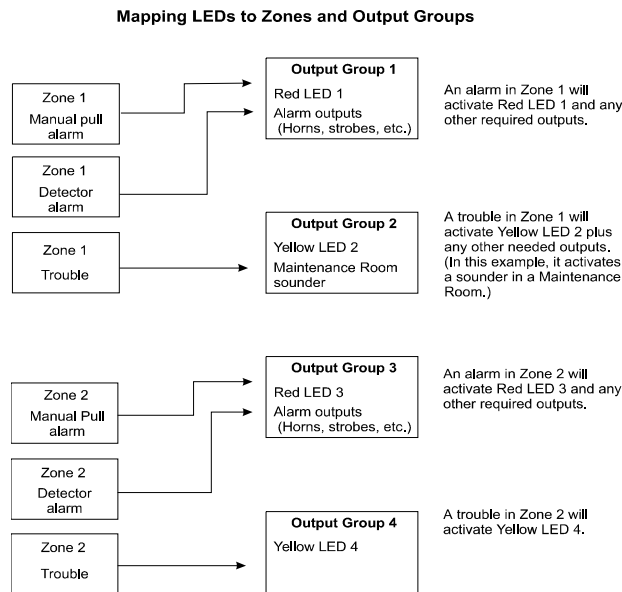 Mapping LEDs to Zones and Output Groups
Zone 1
Manual pull
alarm
Zone 1
Detector
alarm
Zone 1
Trouble
Output Group 1
Red LED 1
Alarm outputs
(Horns, strobes, etc.)
An alarm in Zone 1 will
activate Red LED 1 and any
other required outputs.
Output Group 2
Yellow LED 2
Maintenance Room
sounder
A trouble in Zone 1 will
activate Yellow LED 2 plus
any other needed outputs.
(In this example, it activates
a sounder in a Maintenance
Room.)
Zone 2
Manual Pull
alarm
Zone 2
Detector
alarm
Zone 2
Trouble
Output Group 3
Red LED 3
Alarm outputs
(Horns, strobes, etc.)
An alarm in Zone 2 will
activate Red LED 3 and any
other required outputs.
Output Group 4
Yellow LED 4
A trouble in Zone 2 will
activate Yellow LED 4.